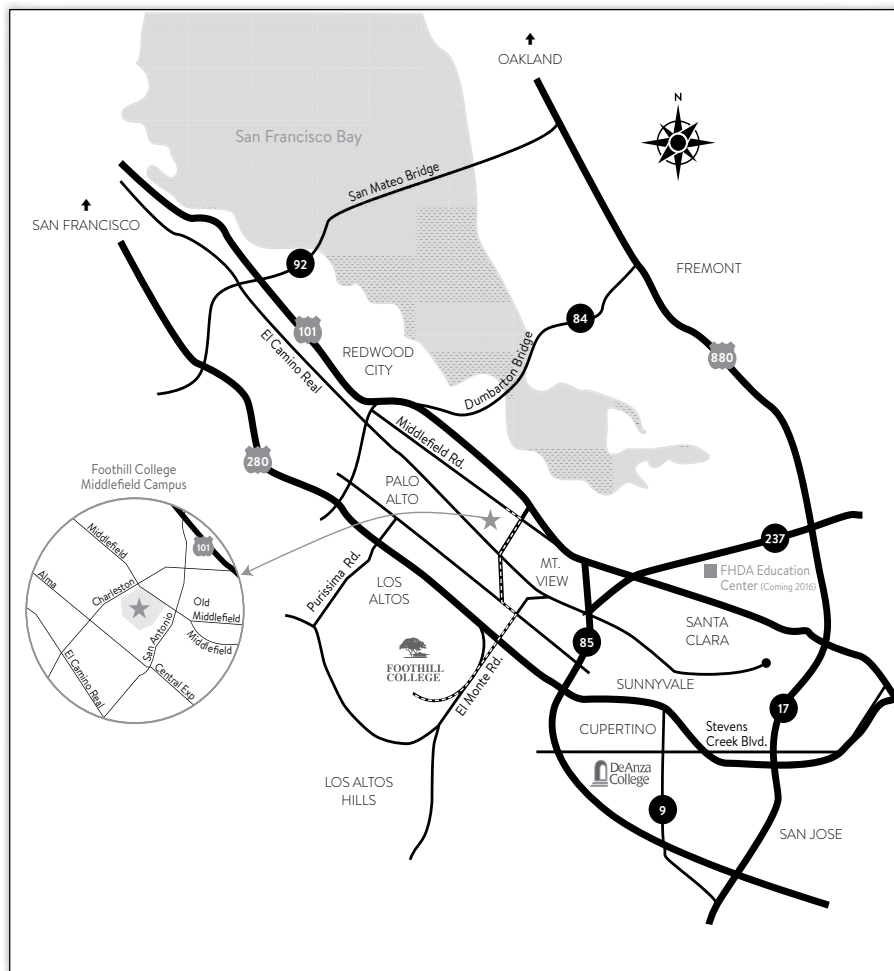 OAKLAND
N
San Francisco Bay
San Mateo Bridge
SAN FRANCISCO
92
FREMONT
84
101
REDWOOD
CITY
El Camino Real
Dumbarton Bridge
880
Middlefield Rd.
280
Foothill College
Middlefield Campus
PALO
ALTO
237
MT.
VIEW
FHDA Education
Center (Coming 2016)
Middlefield
101
Alma
Charleston
Old
Middlefield
Middlefield
San Antonio
El Camino Real
Central Exp
Purissima Rd.
LOS
ALTOS
SANTA
CLARA
85
FOOTHILL
COLLEGE
El Monte Rd.
SUNNYVALE
17
CUPERTINO
Stevens
Creek Blvd.
DeAnza
College
LOS ALTOS
HILLS
9
SAN JOSE